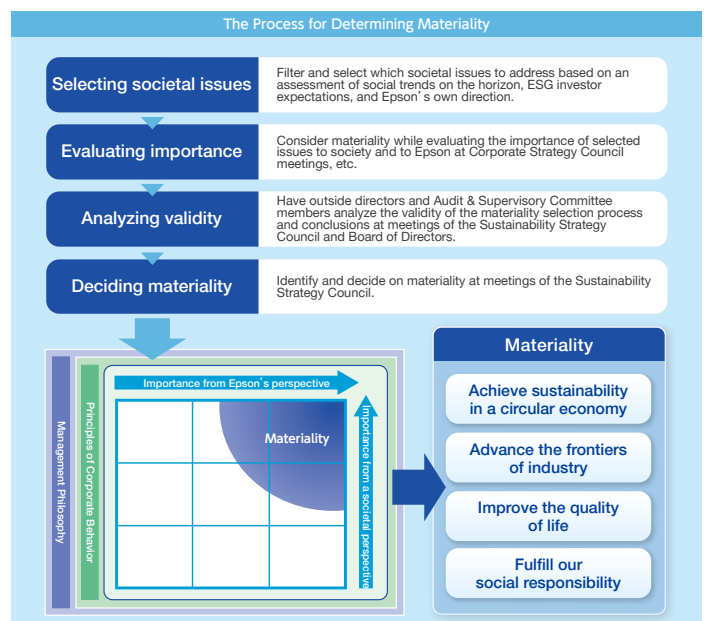 The Process for Determining Materiality
Selecting societal issues
Filter and select which societal issues to address based on an
assessment of social trends on the horizon, ESG investor
expectations, and Epson's own direction.
Evaluating importance
Consider materiality while evaluating the importance of selected
issues to society and to Epson at Corporate Strategy Council
meetings, etc.
Analyzing validity
Have outside directors and Audit & Supervisory Committee
members analyze the validity of the materiality selection process
and conclusions at meetings of the Sustainability Strategy
Council and Board of Directors.
Deciding materiality
Identify and decide on materiality at meetings of the Sustainability
Strategy Council.
Management Philosophy
Principles of Corporate Behavior
Importance from Epson's perspective
Materiality
Importance from a societal perspective
Materiality
Achieve sustainability
in a circular economy
Advance the frontiers
of industry
Improve the quality
of life
Fulfill our
social responsibility